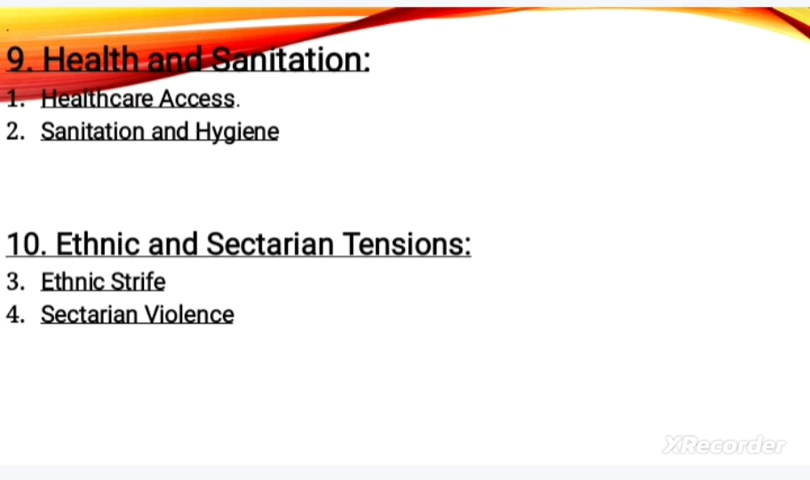 9. Health and Sanitation:
1. Healthcare Access.
2. Sanitation and Hygiene
10. Ethnic and Sectarian Tensions:
3. Ethnic Strife
4. Sectarian Violence
XRecorder